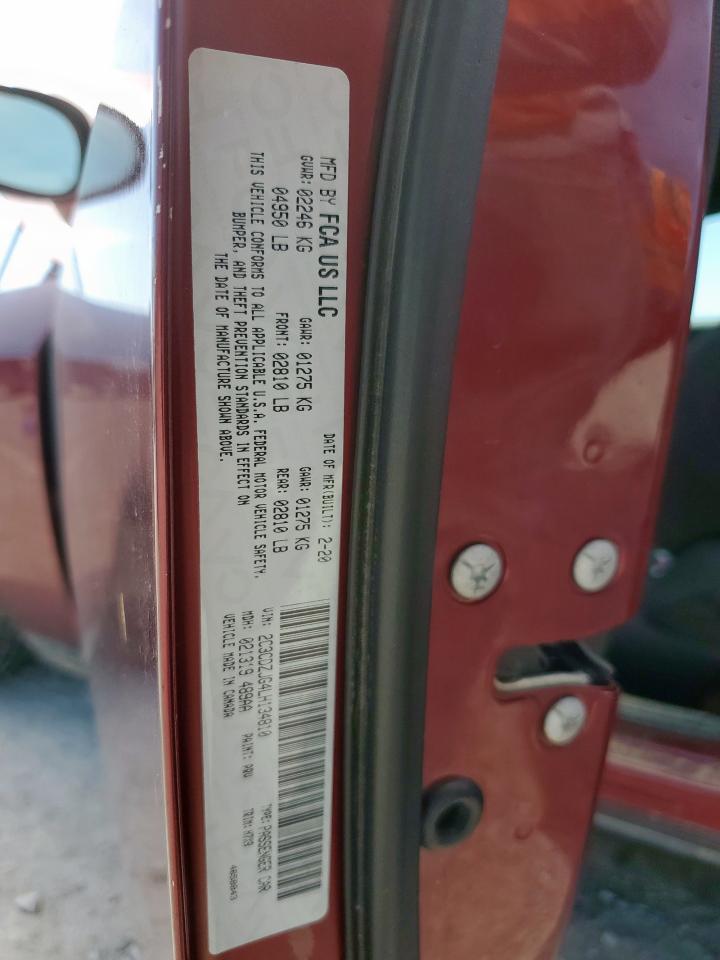 MFD BY FCA US LLC
DATE OF MFR(BUILT): 2-20
GVWR: 02246 KG GAWR: 01275 KG GAWR: 01275 KG
04950 LB FRONT: 02810 LB REAR: 02810 LB
THIS VEHICLE CONFORMS TO ALL APPLICABLE U.S.A. FEDERAL MOTOR VEHICLE SAFETY,
BUMPER, AND THEFT PREVENTION STANDARDS IN EFFECT ON
THE DATE OF MANUFACTURE SHOWN ABOVE.
VIN: 2C3CDZJG4LH134810 TYPE: PASSENGER CAR
MDH: 021319 489AA PAINT: TRIM:
VEHICLE MADE IN CANADA